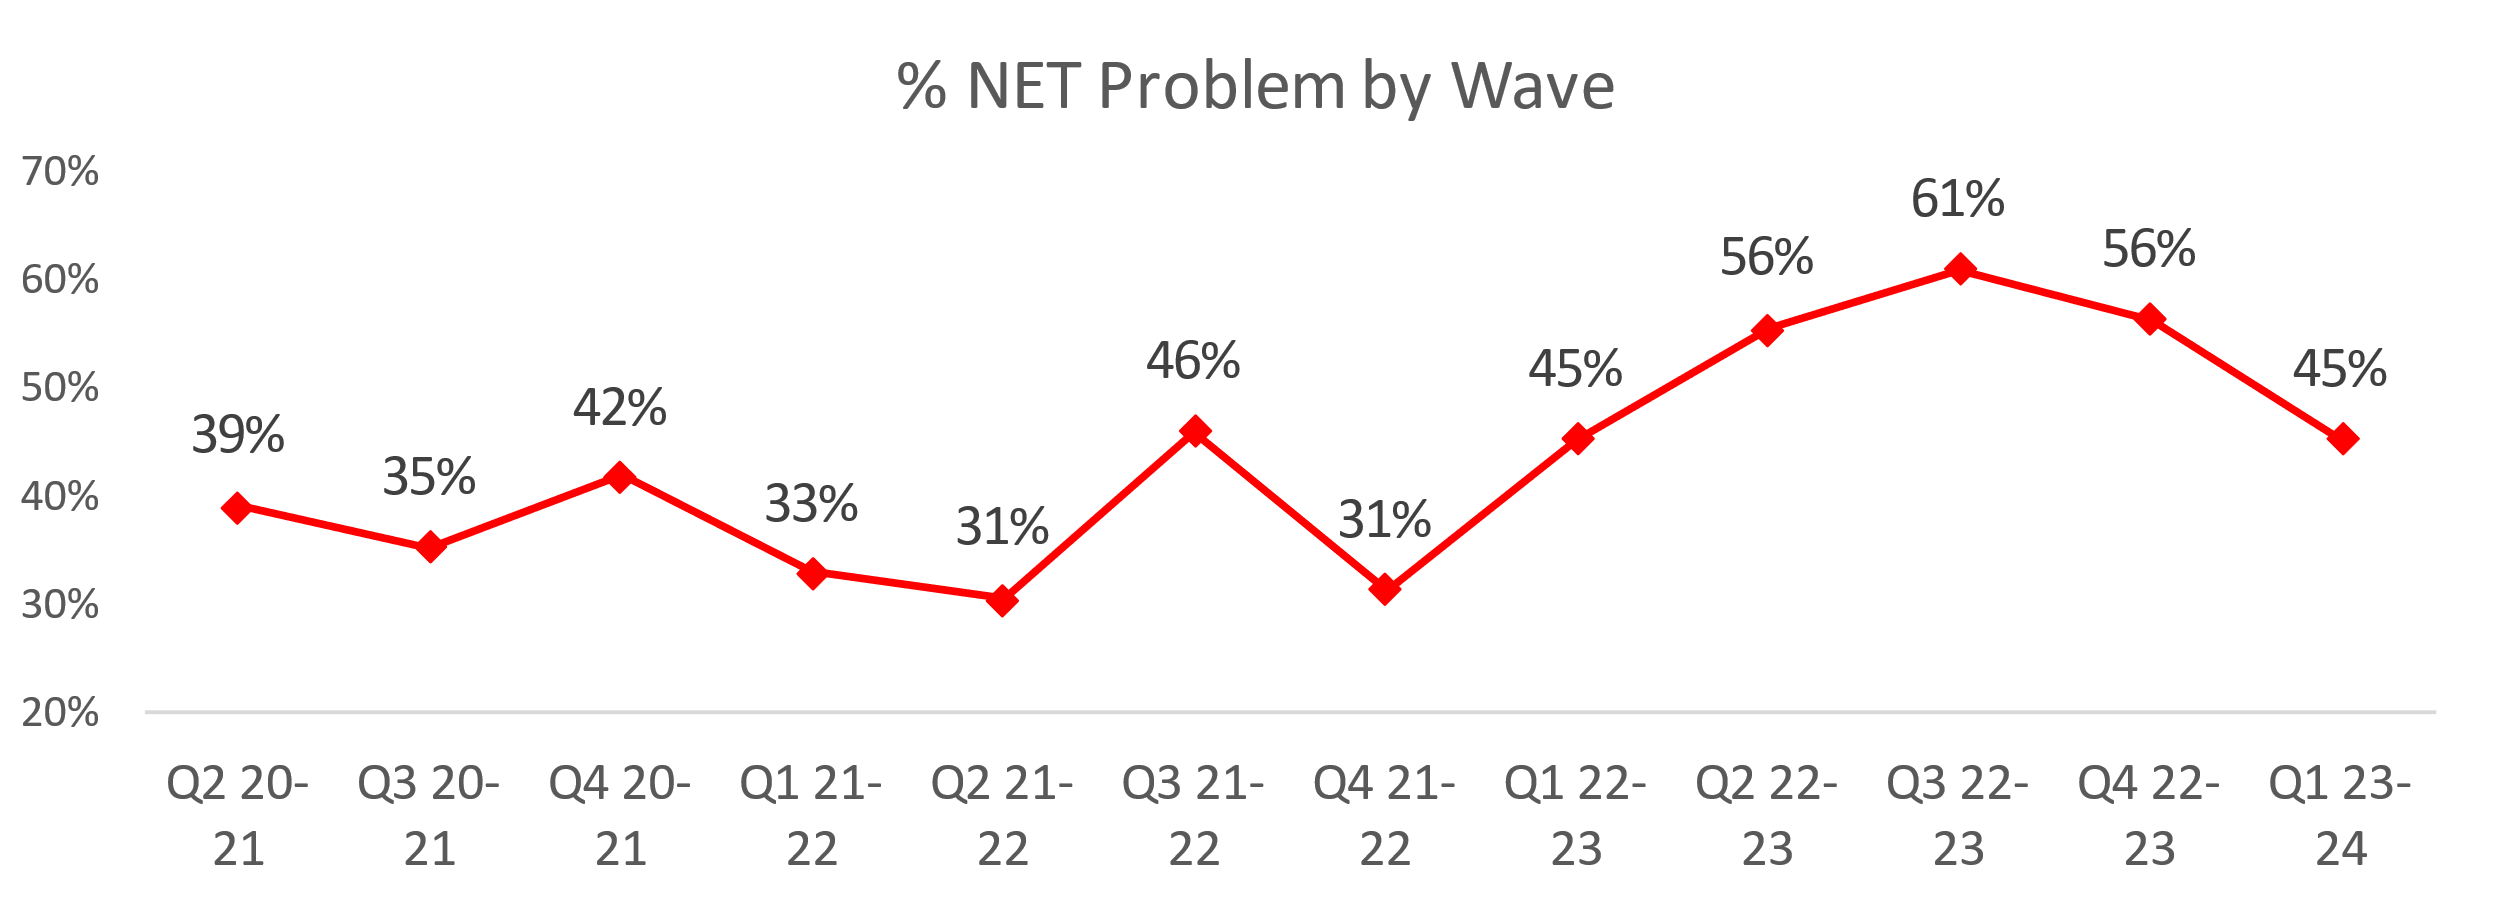 % NET Problem by Wave
70%
60%
50%
40%
30%
20%
39%
35%
42%
33%
31%
46%
31%
45%
56%
61%
56%
45%
Q2 20-
21
Q3 20-
21
Q4 20-
21
Q1 21-
22
Q2 21-
22
Q3 21-
22
Q4 21-
22
Q1 22-
23
Q2 22-
23
Q3 22-
23
Q4 22-
23
Q1 23-
24